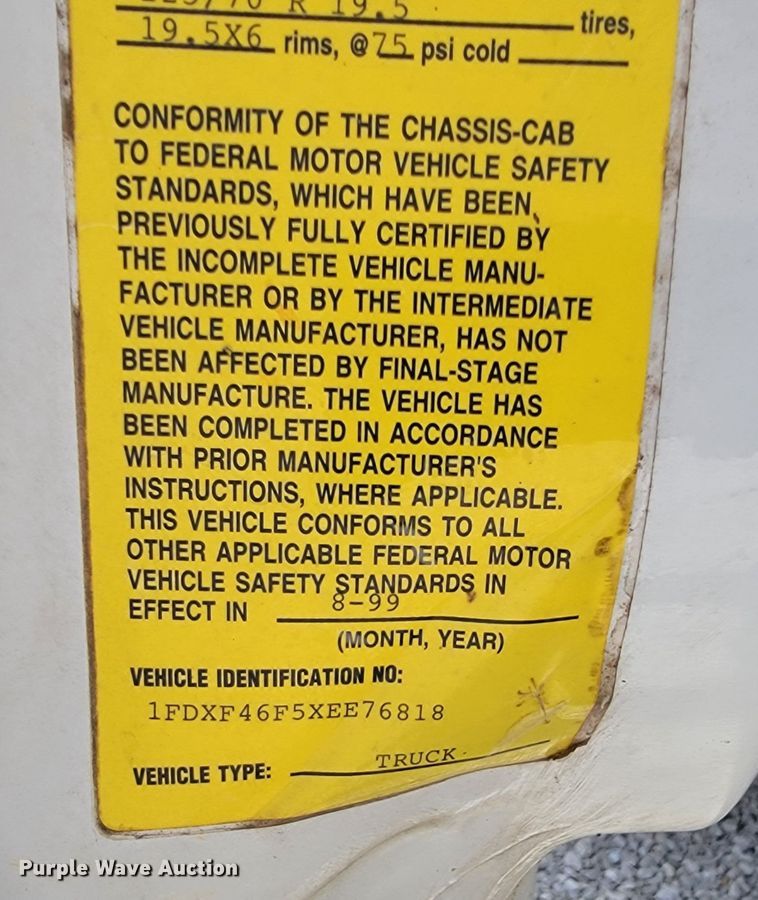 R 19.5 tires,
19.5X6 rims, @ 75 psi cold
CONFORMITY OF THE CHASSIS-CAB
TO FEDERAL MOTOR VEHICLE SAFETY
STANDARDS, WHICH HAVE BEEN,
PREVIOUSLY FULLY CERTIFIED BY
THE INCOMPLETE VEHICLE MANU-
FACTURER OR BY THE INTERMEDIATE
VEHICLE MANUFACTURER, HAS NOT
BEEN AFFECTED BY FINAL-STAGE
MANUFACTURE. THE VEHICLE HAS
BEEN COMPLETED IN ACCORDANCE
WITH PRIOR MANUFACTURER'S
INSTRUCTIONS, WHERE APPLICABLE.
THIS VEHICLE CONFORMS TO ALL
OTHER APPLICABLE FEDERAL MOTOR
VEHICLE SAFETY STANDARDS IN
EFFECT IN 8-99
(MONTH, YEAR)
VEHICLE IDENTIFICATION NO:
1FDXF46F5XEE76818
VEHICLE TYPE: TRUCK
Purple Wave Auction